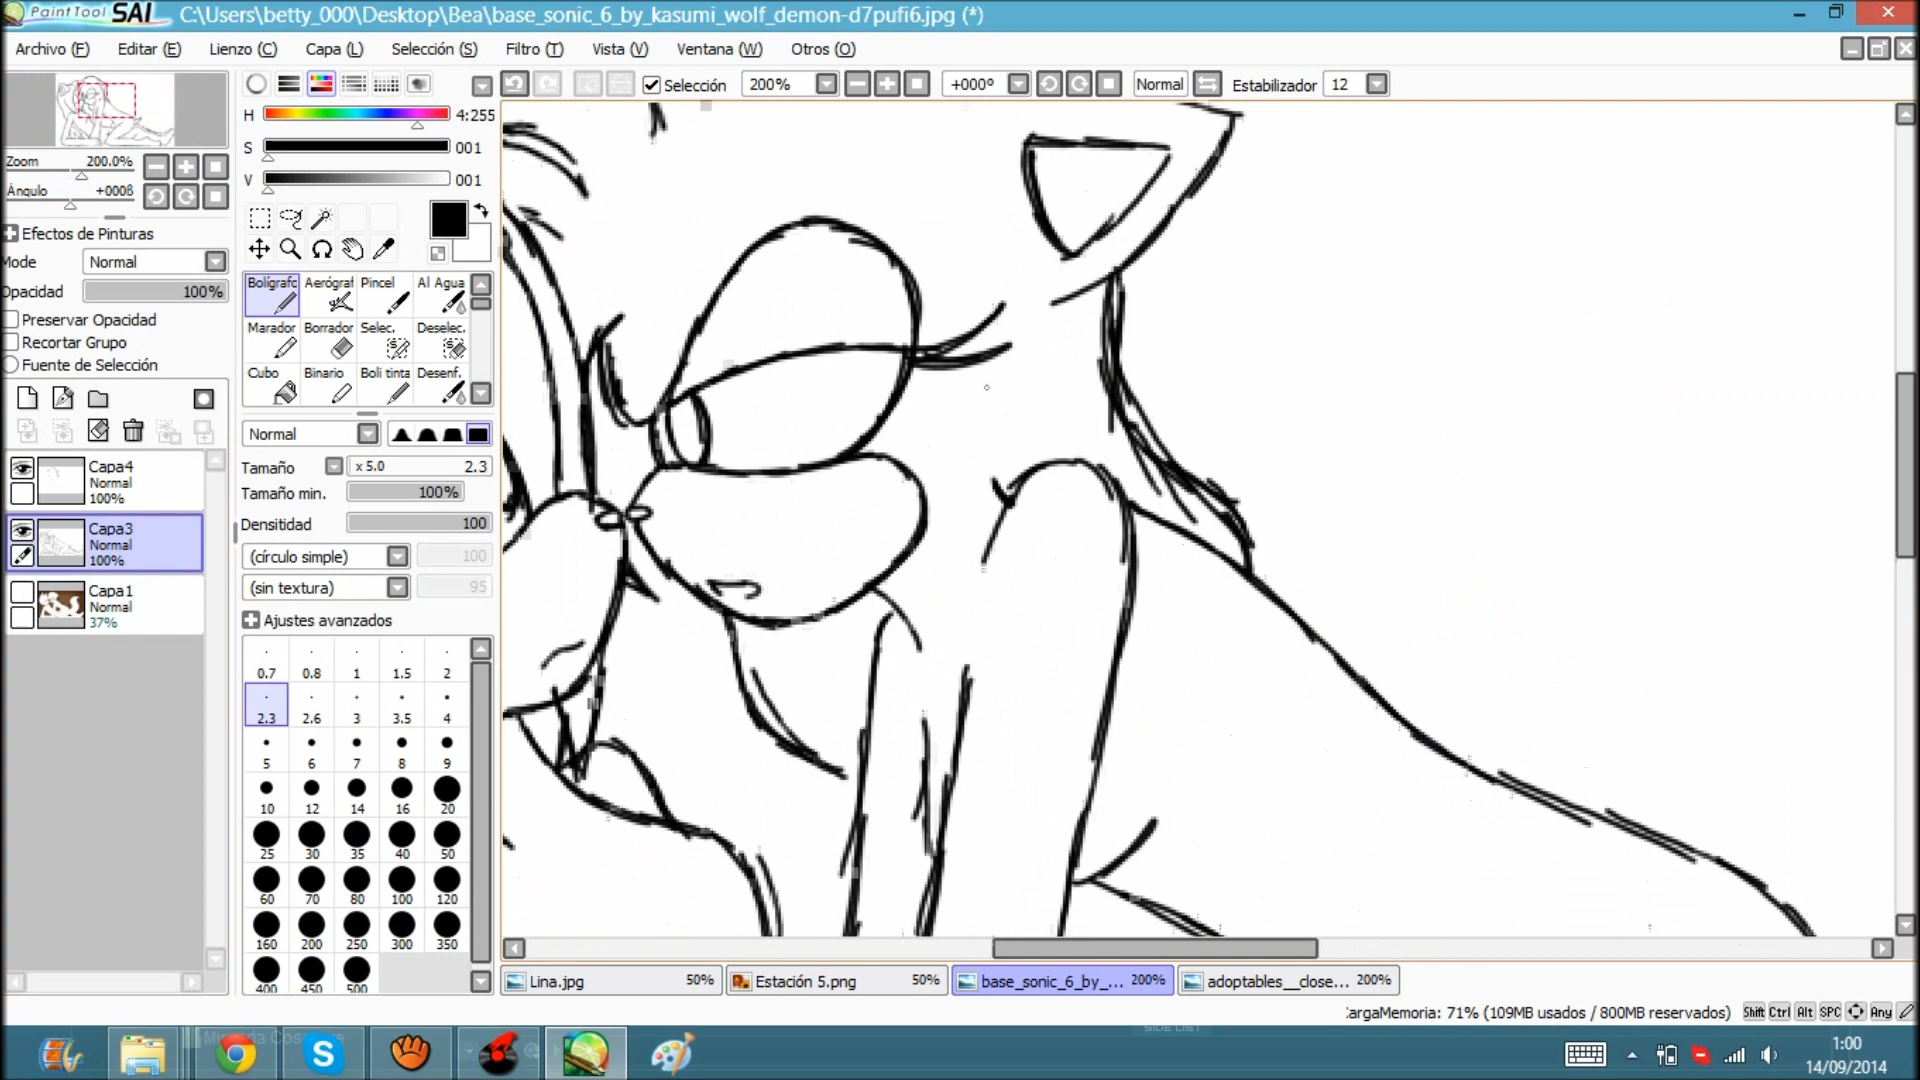 PaintTool SAI C:\Users\betty_000\Desktop\Bea\base_sonic_6_by_kasumi_wolf_demon-d7pufi6.jpg (*)
Archivo (F) Editar (E) Lienzo (C) Capa (L) Selección (S) Filtro (T) Vista (V) Ventana (W) Otros (O)
Selección 200% +000º Normal Estabilizador 12
H 4:255
S 001
V 001
Zoom 200.0%
Ángulo +000ß
Efectos de Pinturas
Mode Normal
Opacidad 100%
Preservar Opacidad
Recortar Grupo
Fuente de Selección
Capa4
Normal
100%
Capa3
Normal
100%
Capa1
Normal
37%
Bolígrafc Aerógraf Pincel Al Agua
Marador Borrador Selec. Deselec.
Cubo Binario Boli tinta Desenf.
Normal
Tamaño x 5.0 2.3
Tamaño min. 100%
Densitidad 100
(círculo simple) 100
(sin textura) 95
Ajustes avanzados
0.7 0.8 1 1.5 2
2.3 2.6 3 3.5 4
5 6 7 8 9
10 12 14 16 20
25 30 35 40 50
60 70 80 100 120
160 200 250 300 350
400 450 500
Lina.jpg 50% Estación 5.png 50% base_sonic_6_by_... 200% adoptables__close... 200%
argaMemoria: 71% (109MB usados / 800MB reservados) Shift Ctrl Alt SPC Any
SIDE LIST
1:00
14/09/2014